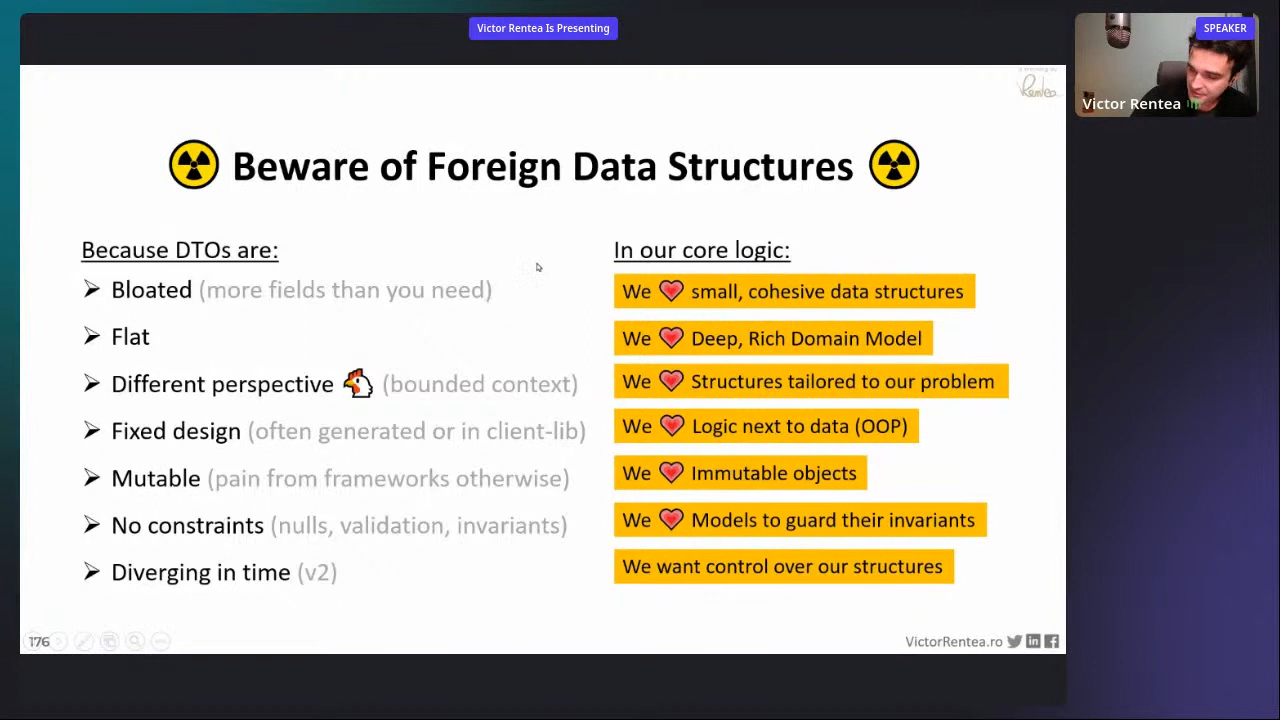 Victor Rentea Is Presenting
SPEAKER
Victor Rentea
Rentea
Beware of Foreign Data Structures
Because DTOs are:
Bloated (more fields than you need)
Flat
Different perspective (bounded context)
Fixed design (often generated or in client-lib)
Mutable (pain from frameworks otherwise)
No constraints (nulls, validation, invariants)
Diverging in time (v2)
In our core logic:
We small, cohesive data structures
We Deep, Rich Domain Model
We Structures tailored to our problem
We Logic next to data (OOP)
We Immutable objects
We Models to guard their invariants
We want control over our structures
176
VictorRentea.ro